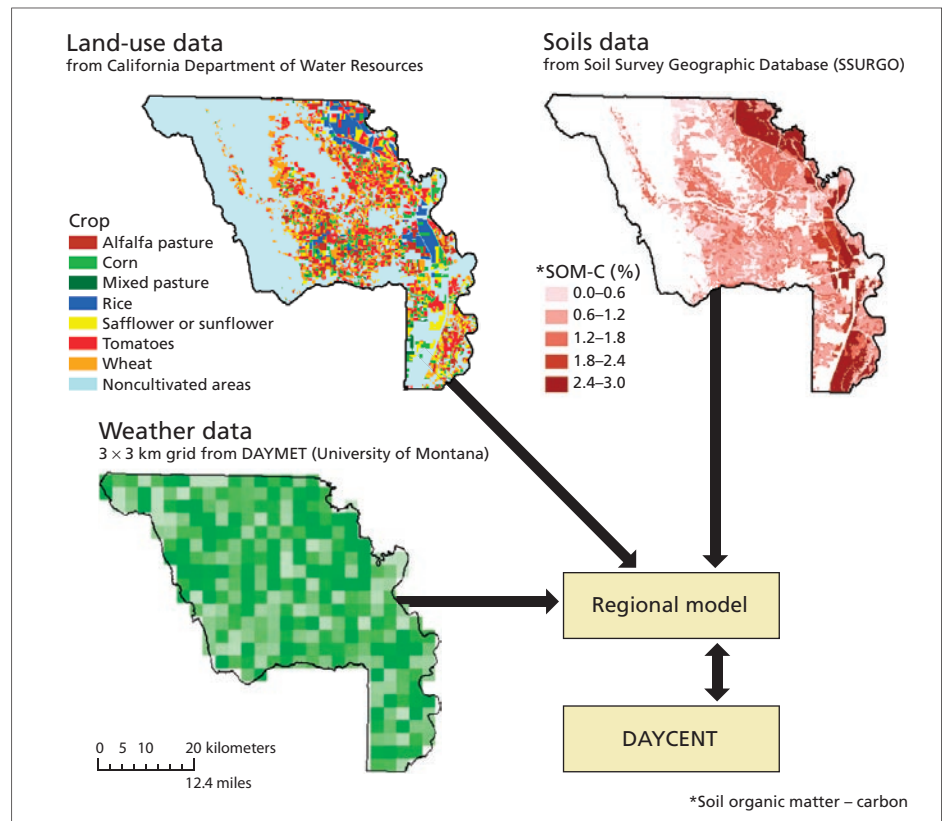 Land-use data
from California Department of Water Resources
Soils data
from Soil Survey Geographic Database (SSURGO)
Crop
Alfalfa pasture
Corn
Mixed pasture
Rice
Safflower or sunflower
Tomatoes
Wheat
Noncultivated areas
*SOM-C (%)
0.0–0.6
0.6–1.2
1.2–1.8
1.8–2.4
2.4–3.0
Weather data
3 × 3 km grid from DAYMET (University of Montana)
Regional model
DAYCENT
0 5 10 20 kilometers
12.4 miles
*Soil organic matter – carbon